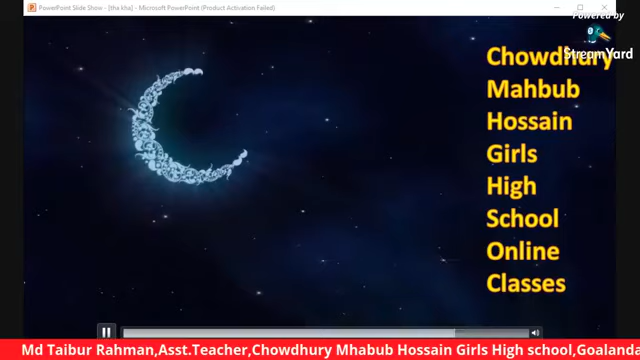 PowerPoint Slide Show - [tha kha] - Microsoft PowerPoint (Product Activation Failed)
Powered by
StreamYard
Chowdhury
Mahbub
Hossain
Girls
High
School
Online
Classes
Md Taibur Rahman,Asst.Teacher,Chowdhury Mhabub Hossain Girls High school,Goalanda